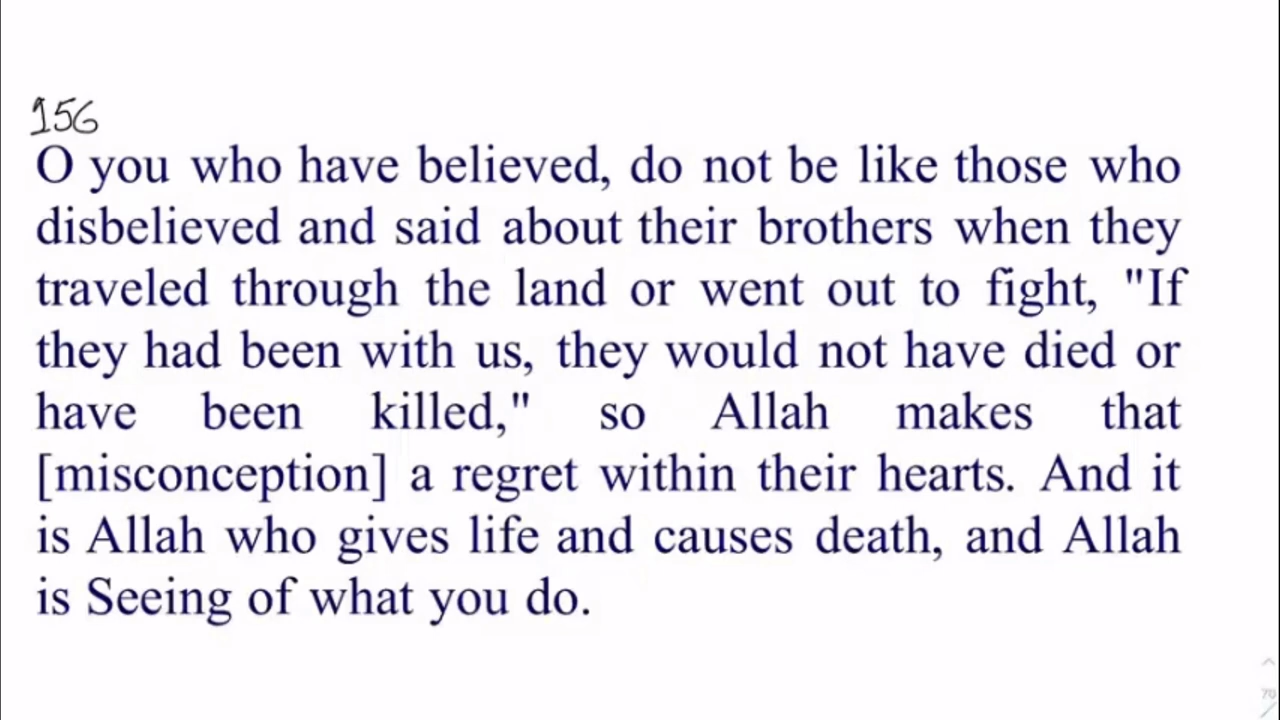 156
O you who have believed, do not be like those who
disbelieved and said about their brothers when they
traveled through the land or went out to fight, "If
they had been with us, they would not have died or
have been killed," so Allah makes that
[misconception] a regret within their hearts. And it
is Allah who gives life and causes death, and Allah
is Seeing of what you do.
70